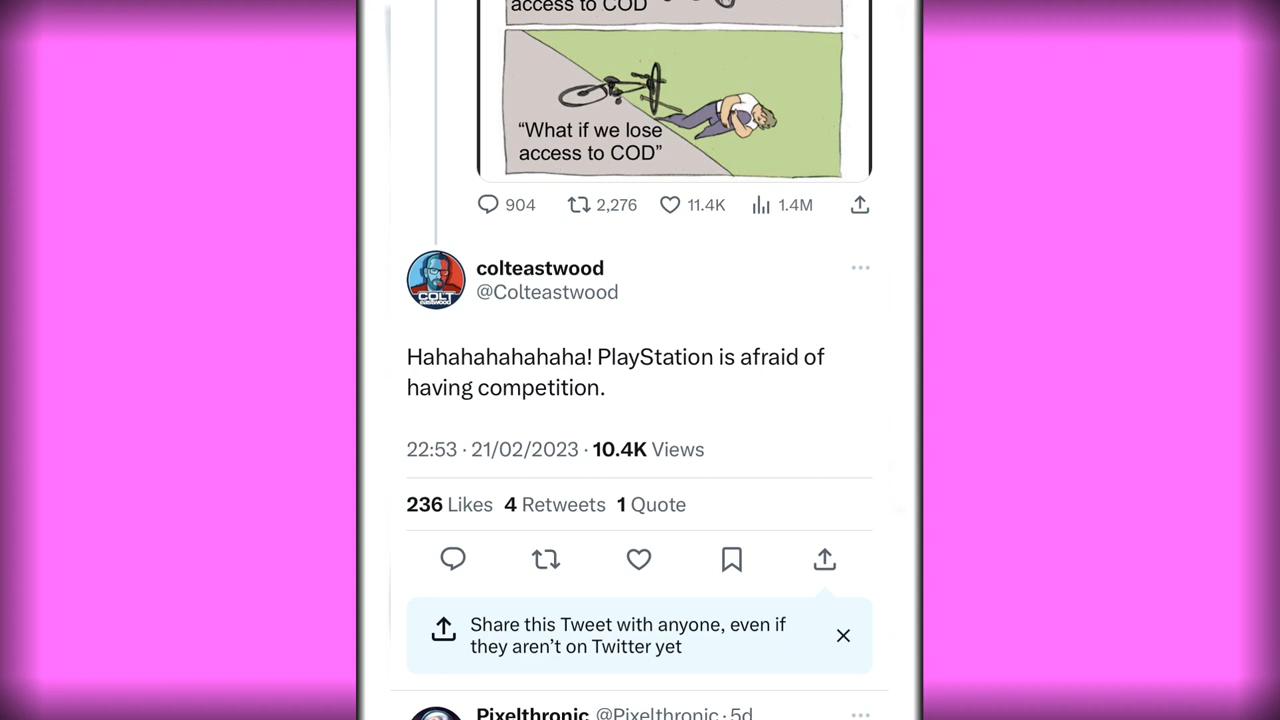 access to COD
“What if we lose
access to COD”
904 2,276 11.4K 1.4M
colteastwood
@Colteastwood
COLT
eastwood
Hahahahahahaha! PlayStation is afraid of
having competition.
22:53 · 21/02/2023 · 10.4K Views
236 Likes 4 Retweets 1 Quote
Share this Tweet with anyone, even if
they aren’t on Twitter yet
Pixelthronic @Pixelthronic · 5d